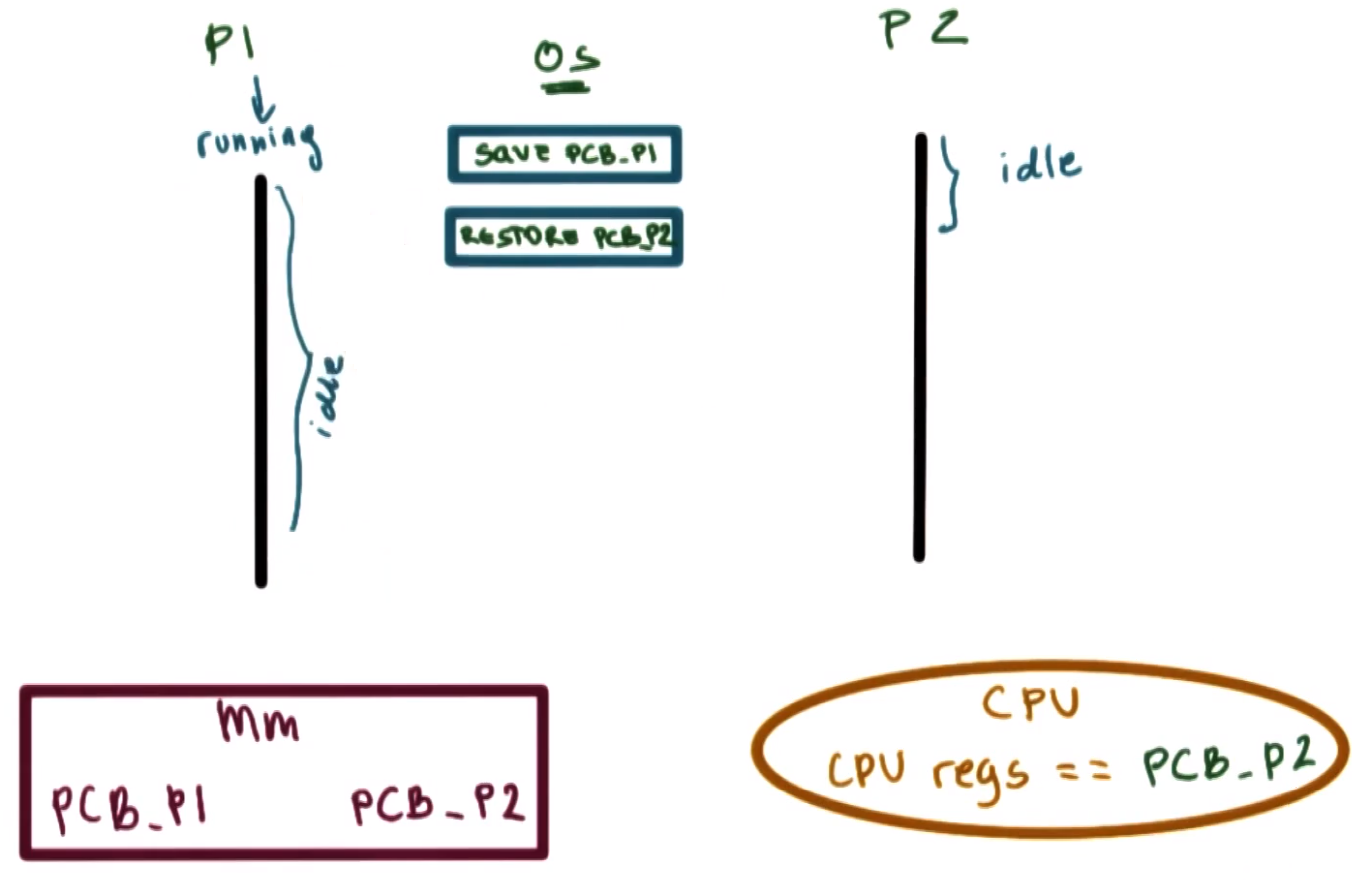 P1
OS
P2
running
SAVE PCB_P1
idle
RESTORE PCB_P2
idle
mm
PCB_P1 PCB_P2
CPU
CPU regs == PCB_P2